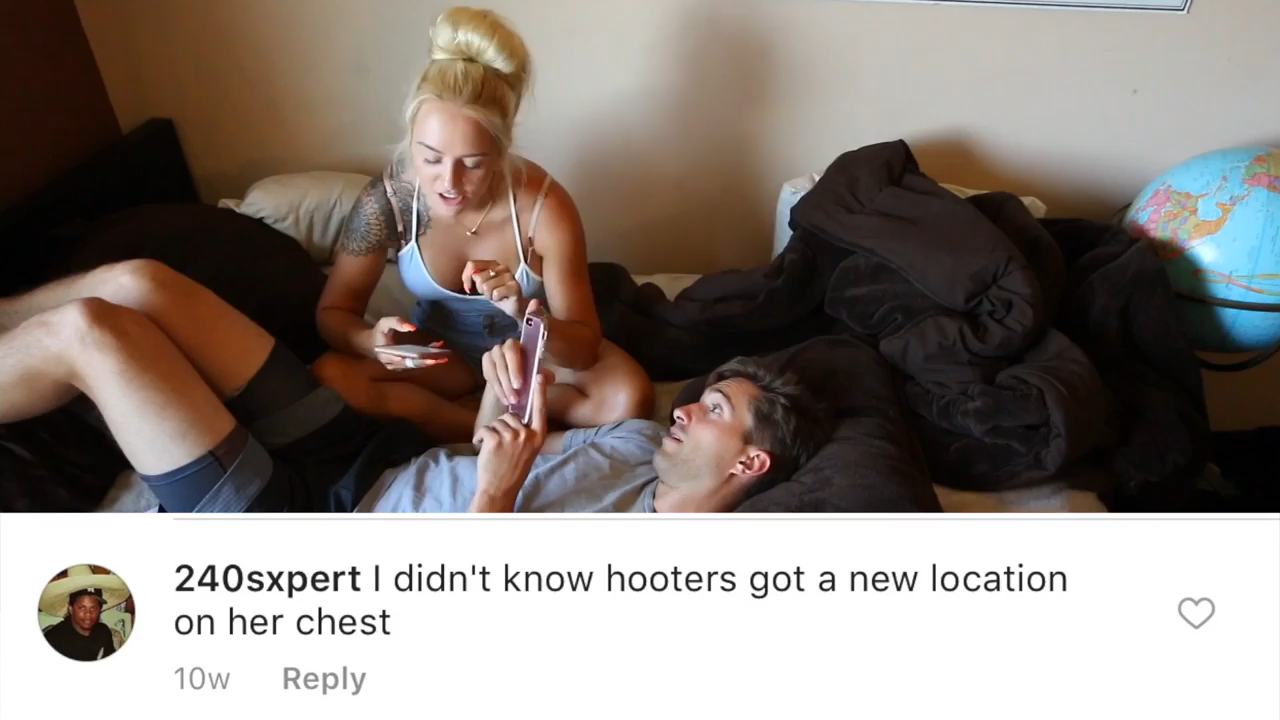 240sxpert I didn't know hooters got a new location
on her chest
10w Reply